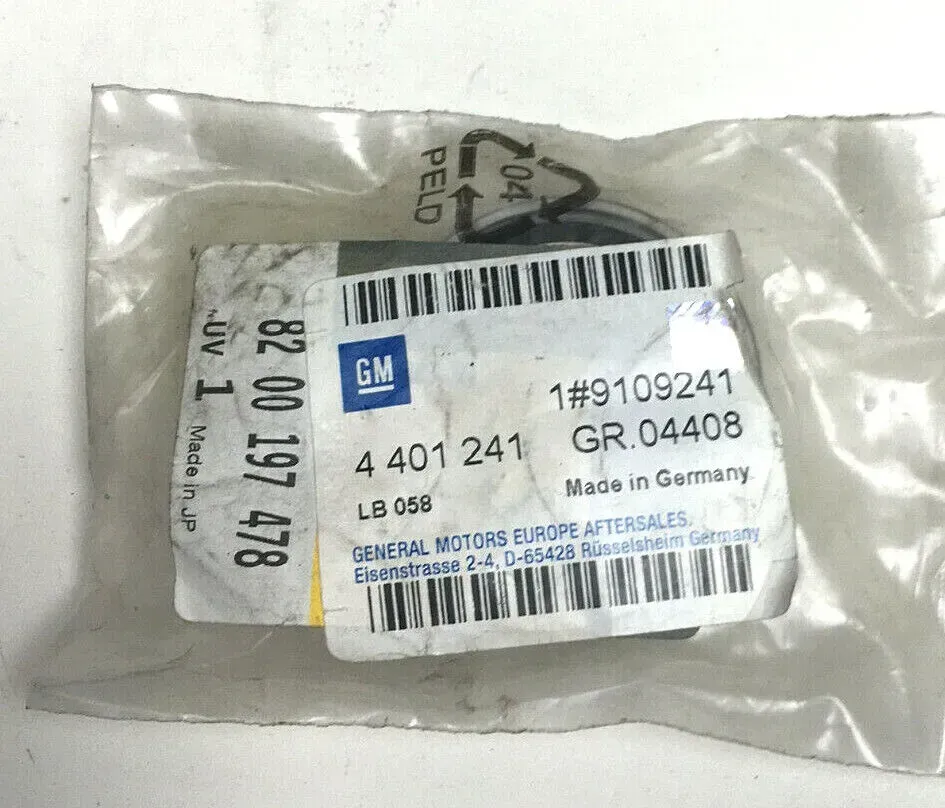 04
PELD
82 00 197 478
UV 1
Made in JP
GM
1#9109241
4 401 241
GR.04408
LB 058
Made in Germany
GENERAL MOTORS EUROPE AFTERSALES,
Eisenstrasse 2-4, D-65428 Rüsselsheim Germany